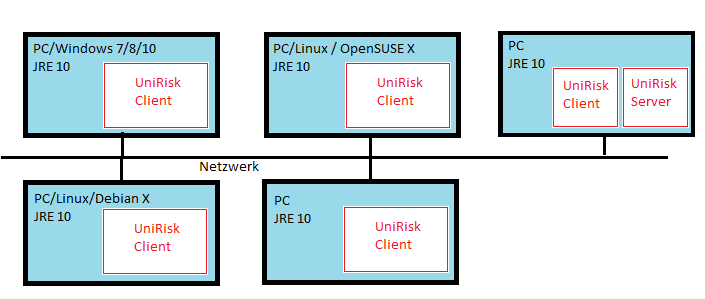 PC/Windows 7/8/10
JRE 10
UniRisk
Client
PC/Linux / OpenSUSE X
JRE 10
UniRisk
Client
PC
JRE 10
UniRisk
Client
UniRisk
Server
Netzwerk
PC/Linux/Debian X
JRE 10
UniRisk
Client
PC
JRE 10
UniRisk
Client